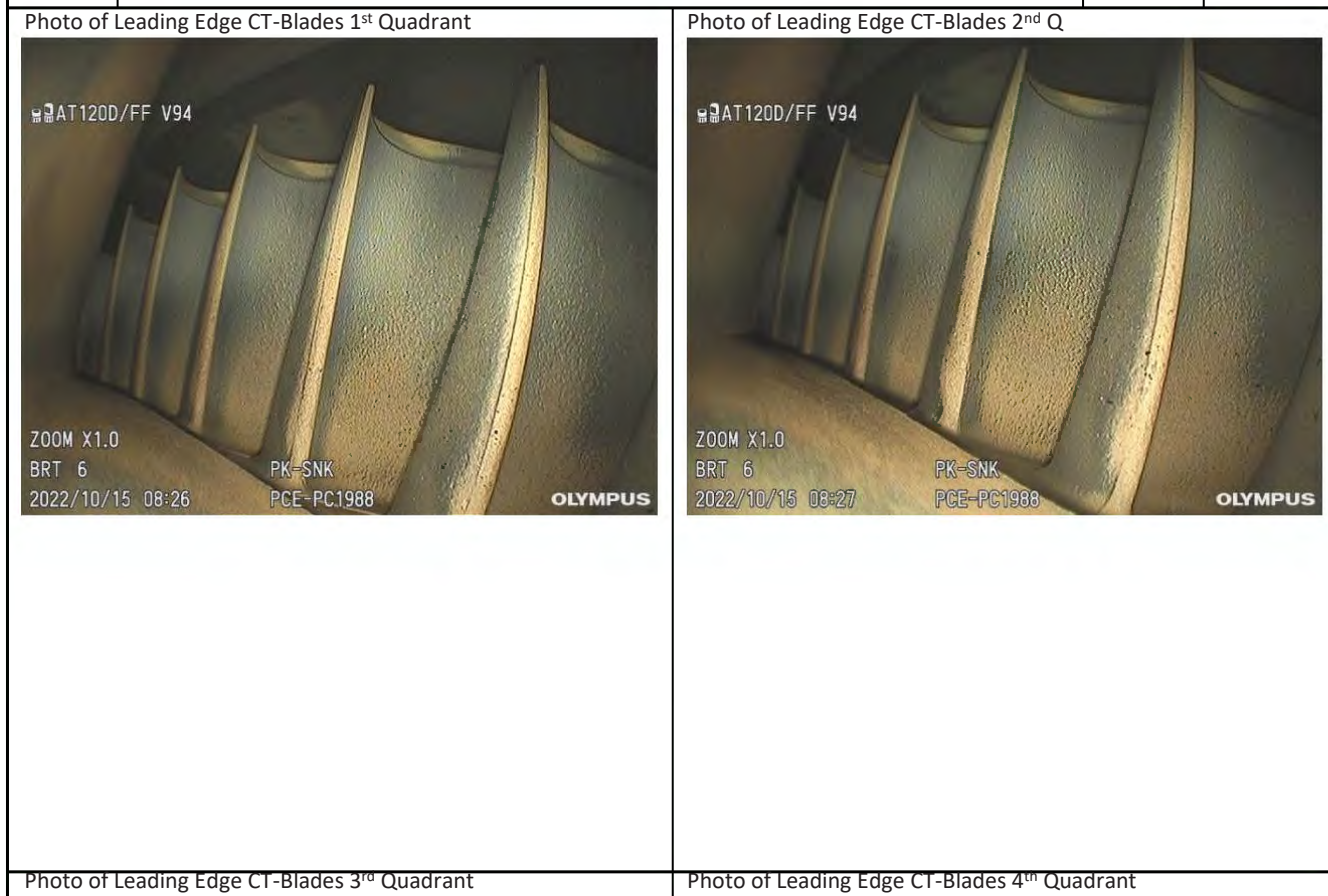 Photo of Leading Edge CT-Blades 1st Quadrant
AT120D/FF V94
ZOOM X1.0
BRT 6 PK-SNK
2022/10/15 08:26 PCE-PC1988 OLYMPUS
Photo of Leading Edge CT-Blades 2nd Q
AT120D/FF V94
ZOOM X1.0
BRT 6 PK-SNK
2022/10/15 08:27 PCE-PC1988 OLYMPUS
Photo of Leading Edge CT-Blades 3rd Quadrant
Photo of Leading Edge CT-Blades 4th Quadrant